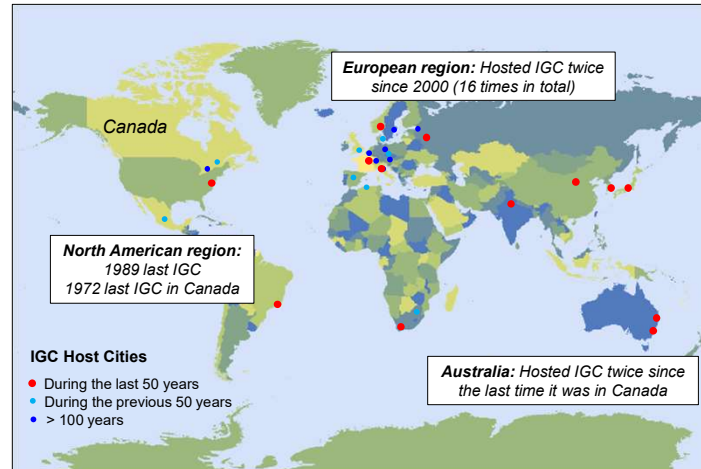 European region: Hosted IGC twice
since 2000 (16 times in total)
Canada
North American region:
1989 last IGC
1972 last IGC in Canada
IGC Host Cities
During the last 50 years
During the previous 50 years
> 100 years
Australia: Hosted IGC twice since
the last time it was in Canada